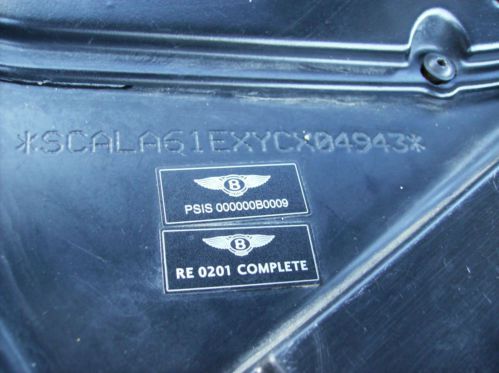 *SCALA61EXYCX04943*
B
PSIS 000000B0009
B
RE 0201 COMPLETE